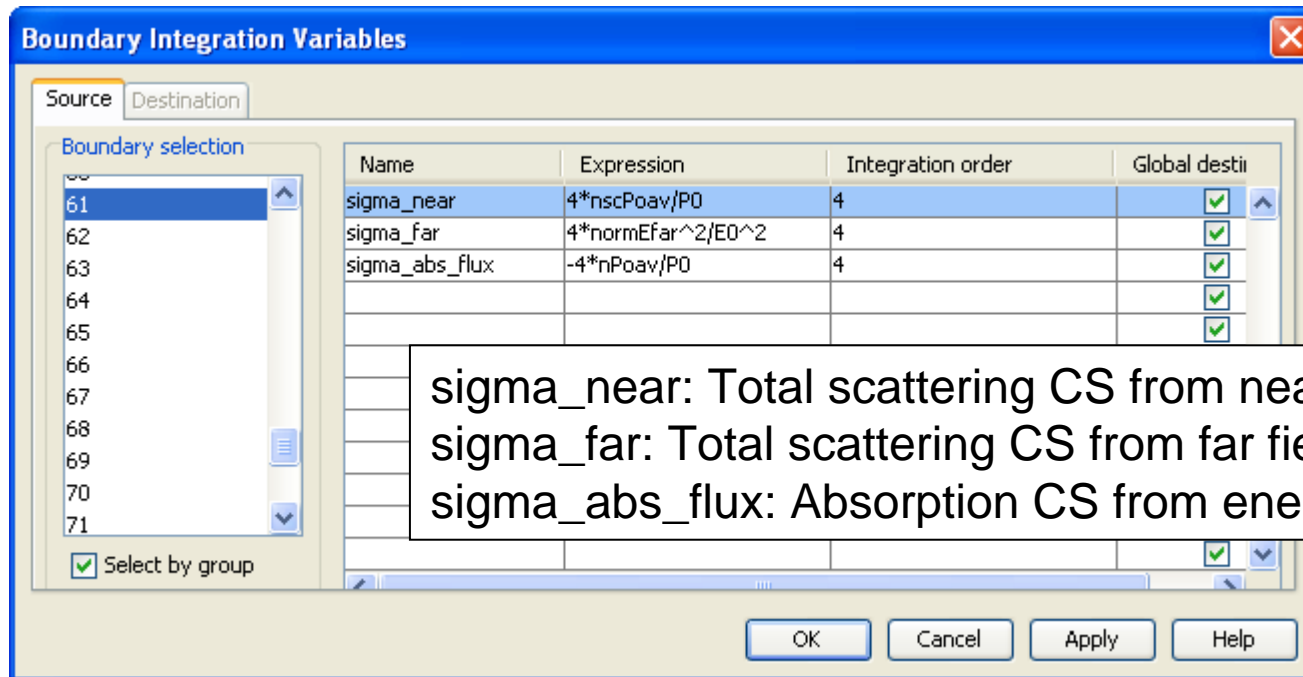 Boundary Integration Variables
Source Destination
Boundary selection
Name Expression Integration order Global
61 sigma_near 4*nscPoav/P0 4
62 sigma_far 4*normEfar^2/E0^2 4
63 sigma_abs_flux -4*nPoav/P0 4
64
65
66
67
68
69
70
71
sigma_near: Total scattering CS from
sigma_far: Total scattering CS from far
sigma_abs_flux: Absorption CS from
Select by group
OK Cancel Apply Help